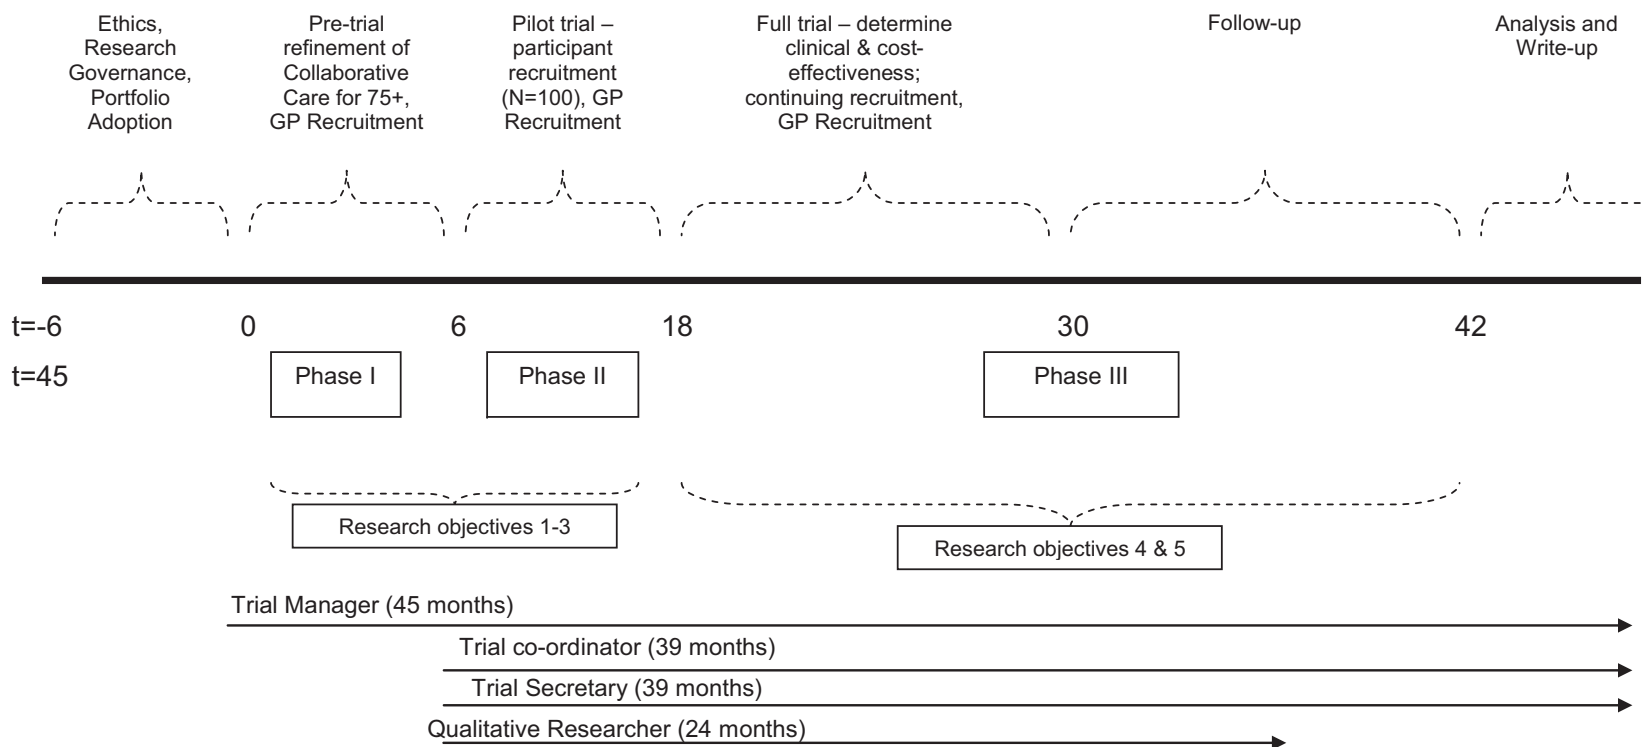 Ethics,
Research
Governance,
Portfolio
Adoption
Pre-trial
refinement of
Collaborative
Care for 75+,
GP Recruitment
Pilot trial –
participant
recruitment
(N=100), GP
Recruitment
Full trial – determine
clinical & cost-
effectiveness;
continuing recruitment,
GP Recruitment
Follow-up
Analysis and
Write-up
t=-6 0 6 18 30 42
t=45
Phase I
Phase II
Phase III
Research objectives 1-3
Research objectives 4 & 5
Trial Manager (45 months)
Trial co-ordinator (39 months)
Trial Secretary (39 months)
Qualitative Researcher (24 months)